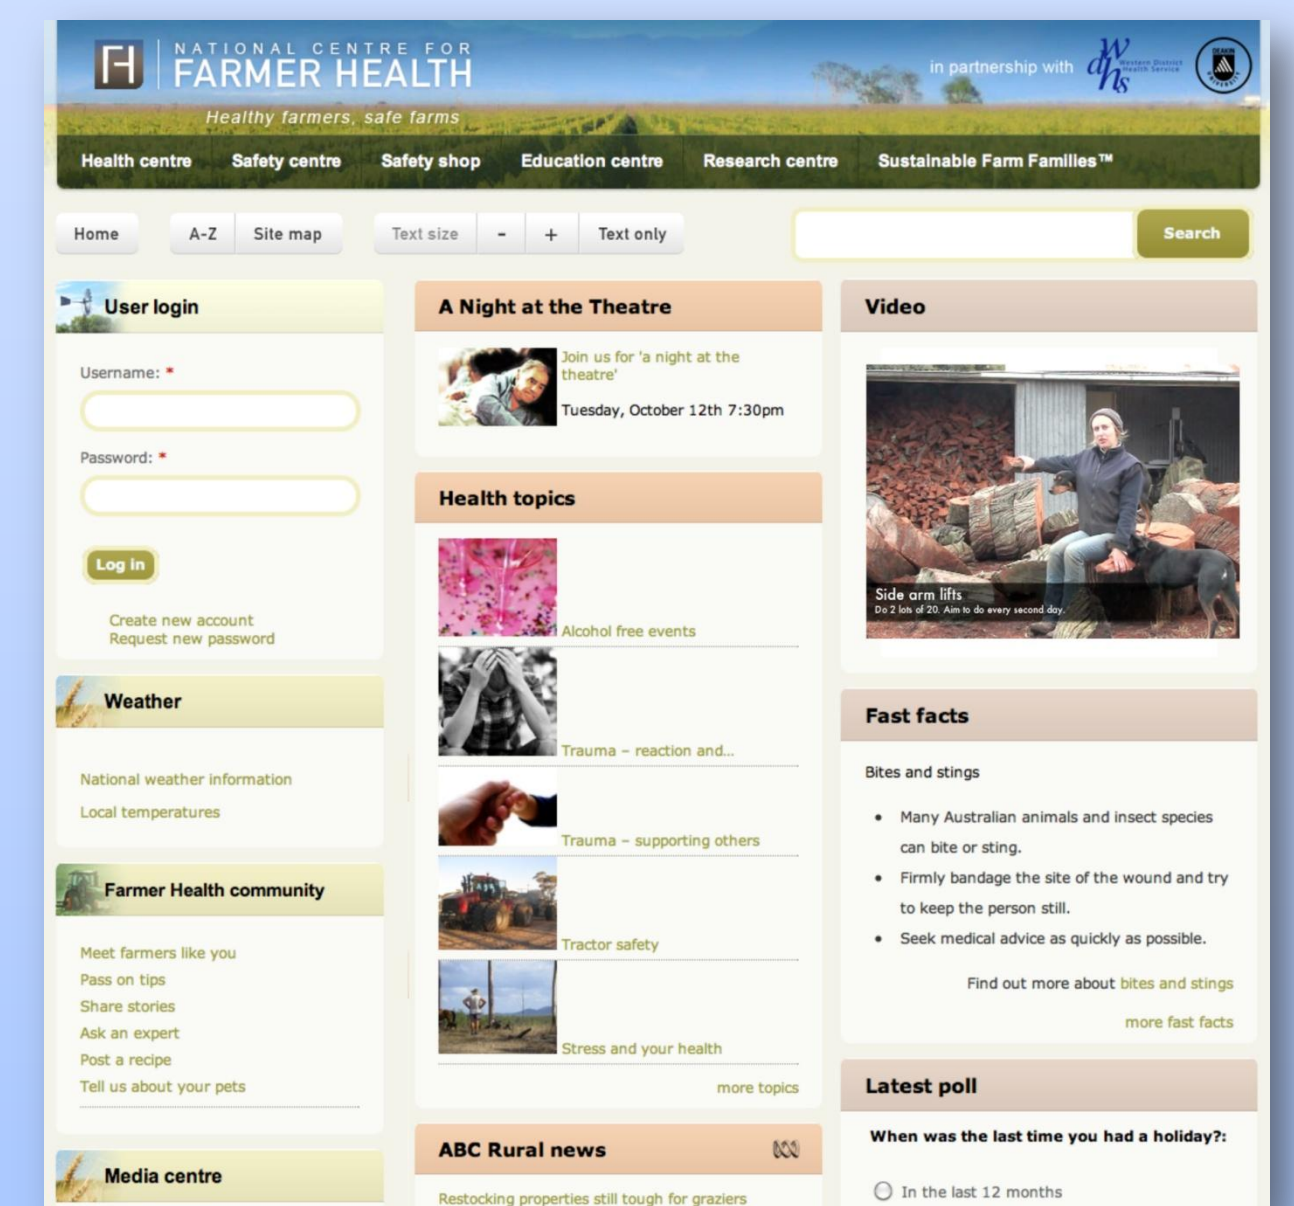 NATIONAL CENTRE FOR
FARMER HEALTH
Healthy farmers, safe farms
in partnership with
wdhs
Western District
Health Service
DEAKIN
UNIVERSITY
Health centre
Safety centre
Safety shop
Education centre
Research centre
Sustainable Farm Families™
Home
A-Z
Site map
Text size
-
+
Text only
Search
User login
Username: *
Password: *
Log in
Create new account
Request new password
Weather
National weather information
Local temperatures
Farmer Health community
Meet farmers like you
Pass on tips
Share stories
Ask an expert
Post a recipe
Tell us about your pets
Media centre
A Night at the Theatre
Join us for 'a night at the
theatre'
Tuesday, October 12th 7:30pm
Health topics
Alcohol free events
Trauma – reaction and...
Trauma – supporting others
Tractor safety
Stress and your health
more topics
ABC Rural news
Restocking properties still tough for graziers
Video
Side arm lifts
Do 2 lots of 20. Aim to do every second day.
Fast facts
Bites and stings
• Many Australian animals and insect species
can bite or sting.
• Firmly bandage the site of the wound and try
to keep the person still.
• Seek medical advice as quickly as possible.
Find out more about bites and stings
more fast facts
Latest poll
When was the last time you had a holiday?:
In the last 12 months